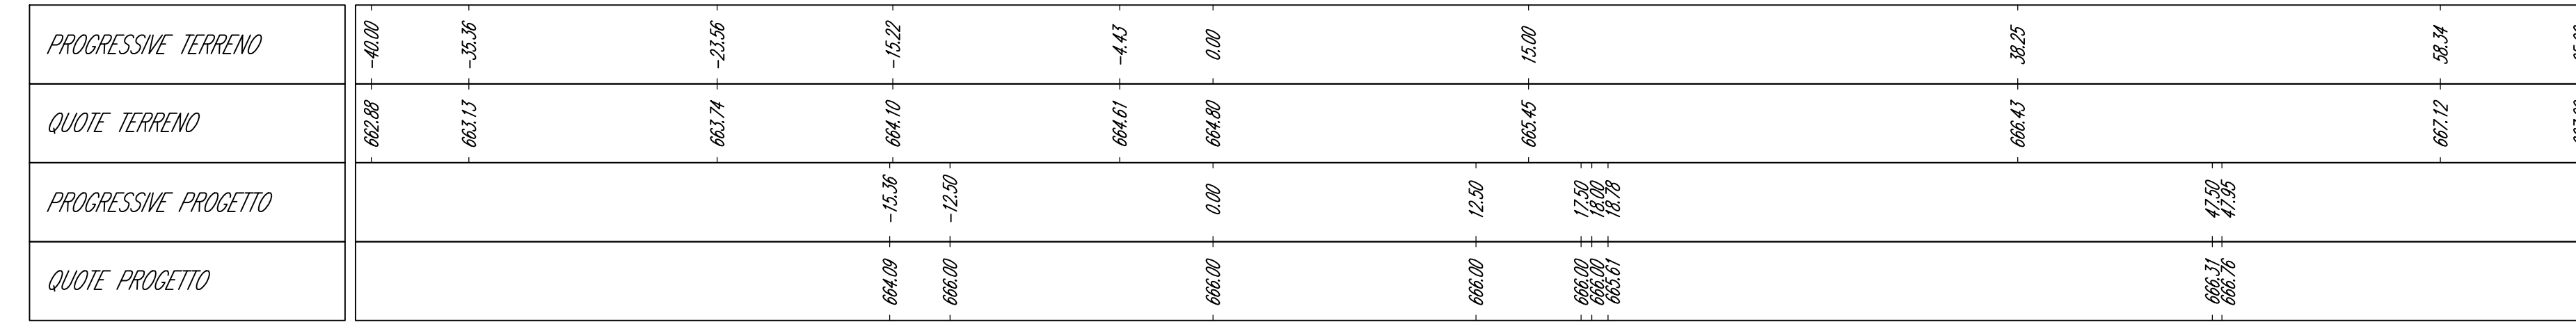 PROGRESSIVE TERRENO -40.00 -35.36 -23.56 -15.22 -4.43 0.00 15.00 38.25 58.34
QUOTE TERRENO 662.88 663.13 663.74 664.10 664.61 664.80 665.45 666.43 667.12
PROGRESSIVE PROGETTO -15.36 -12.50 0.00 12.50 17.50 18.00 18.78 47.50 47.95
QUOTE PROGETTO 664.09 666.00 666.00 666.00 666.00 666.00 665.61 666.31 666.76